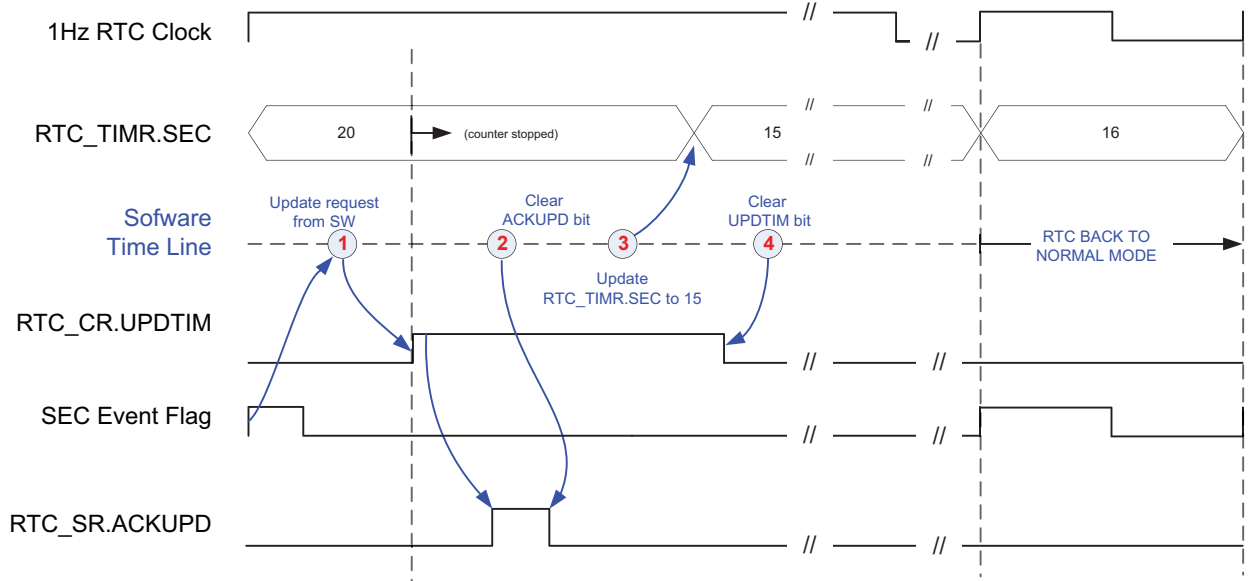 1Hz RTC Clock
//
//
RTC_TIMR.SEC
20
(counter stopped)
15
16
//
//
//
//
Sofware
Time Line
Update request
from SW
1
Clear
ACKUPD bit
2
3
Update
RTC_TIMR.SEC to 15
Clear
UPDTIM bit
4
RTC BACK TO
NORMAL MODE
RTC_CR.UPDTIM
//
//
SEC Event Flag
//
//
RTC_SR.ACKUPD
//
//